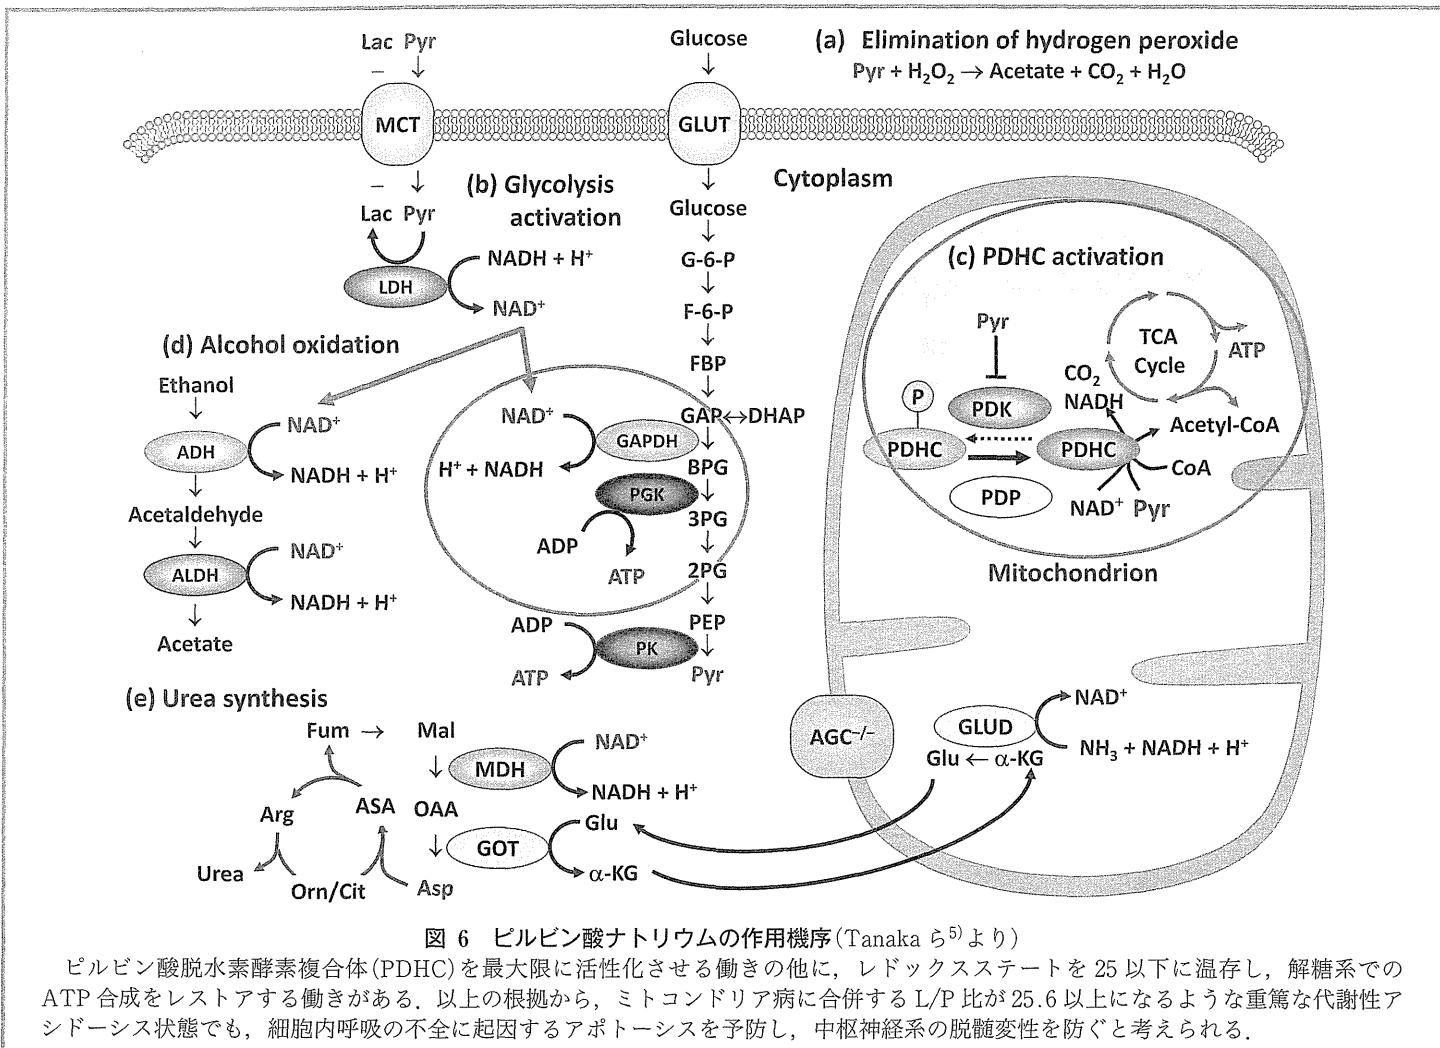 (a) Elimination of hydrogen peroxide
Pyr + H₂O₂ → Acetate + CO₂ + H₂O
Lac Pyr
−
MCT
−
Lac Pyr
LDH
NADH + H⁺
NAD⁺
Glucose
GLUT
Cytoplasm
(b) Glycolysis
activation
Glucose
G-6-P
F-6-P
FBP
GAP↔DHAP
NAD⁺
GAPDH
H⁺ + NADH
BPG
PGK
3PG
ADP
ATP
2PG
ADP
PEP
PK
ATP
Pyr
(c) PDHC activation
Pyr
TCA
Cycle
ATP
CO₂
NADH
P
PDK
Acetyl-CoA
PDHC
PDHC
CoA
PDP
NAD⁺ Pyr
Mitochondrion
(d) Alcohol oxidation
Ethanol
NAD⁺
ADH
NADH + H⁺
Acetaldehyde
NAD⁺
ALDH
NADH + H⁺
Acetate
(e) Urea synthesis
Fum → Mal
NAD⁺
MDH
NADH + H⁺
Arg
ASA
OAA
Glu
GOT
Urea
Orn/Cit
Asp
α-KG
AGC⁻/⁻
GLUD
NAD⁺
NH₃ + NADH + H⁺
Glu ← α-KG
図 6 ピルビン酸ナトリウムの作用機序(Tanakaら⁵⁾より)
ピルビン酸脱水素酵素複合体(PDHC)を最大限に活性化させる働きの他に，レドックスステートを25以下に温存し，解糖系での
ATP合成をレストアする働きがある．以上の根拠から，ミトコンドリア病に合併するL/P比が25.6以上になるような重篤な代謝性ア
シドーシス状態でも，細胞内呼吸の不全に起因するアポトーシスを予防し，中枢神経系の脱髄変性を防ぐと考えられる．